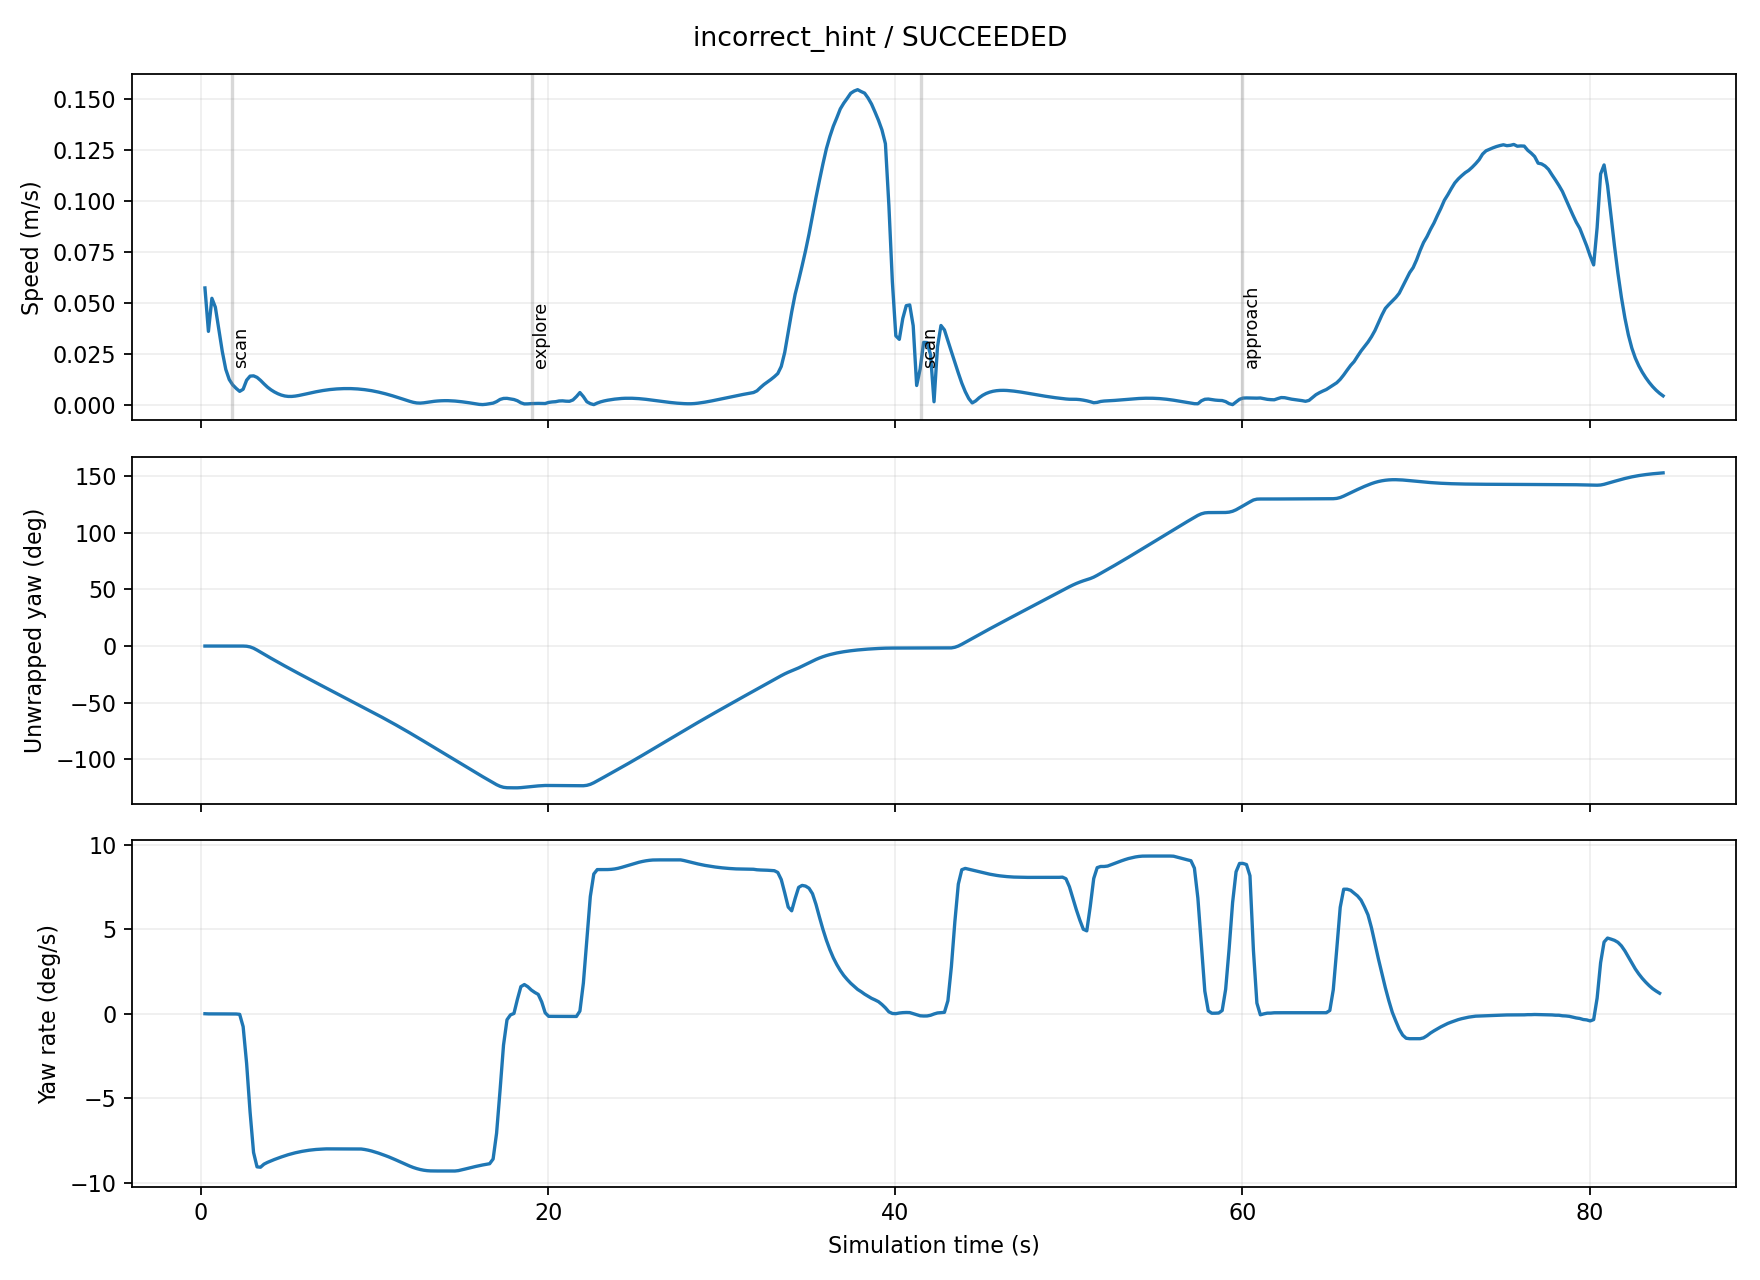 incorrect_hint / SUCCEEDED
Speed (m/s)
0.150
0.125
0.100
0.075
0.050
0.025
0.000
scan
explore
scan
approach
Unwrapped yaw (deg)
150
100
50
0
−50
−100
Yaw rate (deg/s)
10
5
0
−5
−10
0
20
40
60
80
Simulation time (s)